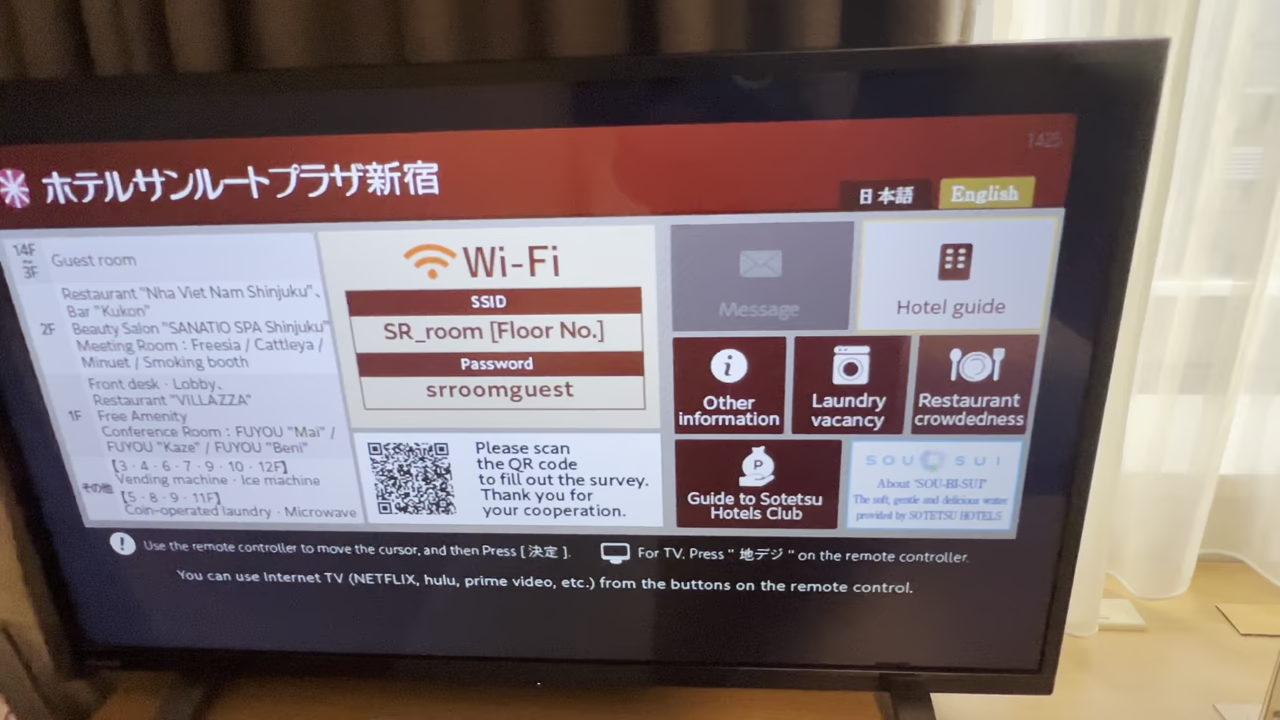 1425
ホテルサンルートプラザ新宿
日本語
English
14F
~
3F
Guest room
2F
Restaurant "Nha Viet Nam Shinjuku"、
Bar "Kukon"
Beauty Salon "SANATIO SPA Shinjuku"
Meeting Room : Freesia / Cattleya /
Minuet / Smoking booth
1F
Front desk · Lobby、
Restaurant "VILLAZZA"
Free Amenity
Conference Room : FUYOU "Mai" /
FUYOU "Kaze" / FUYOU "Beni"
その他
【3 · 4 · 6 · 7 · 9 · 10 · 12F】
Vending machine · Ice machine
【5 · 8 · 9 · 11F】
Coin-operated laundry · Microwave
Wi-Fi
SSID
SR_room [Floor No.]
Password
srroomguest
Please scan
the QR code
to fill out the survey.
Thank you for
your cooperation.
Message
Hotel guide
Other
information
Laundry
vacancy
Restaurant
crowdedness
P
Guide to Sotetsu
Hotels Club
SOU SUI
About 'SOU-BI-SUI'
The soft, gentle and delicious water
provided by SOTETSU HOTELS
Use the remote controller to move the cursor, and then Press [ 決定 ].
For TV, Press " 地デジ " on the remote controller.
You can use Internet TV (NETFLIX, hulu, prime video, etc.) from the buttons on the remote control.